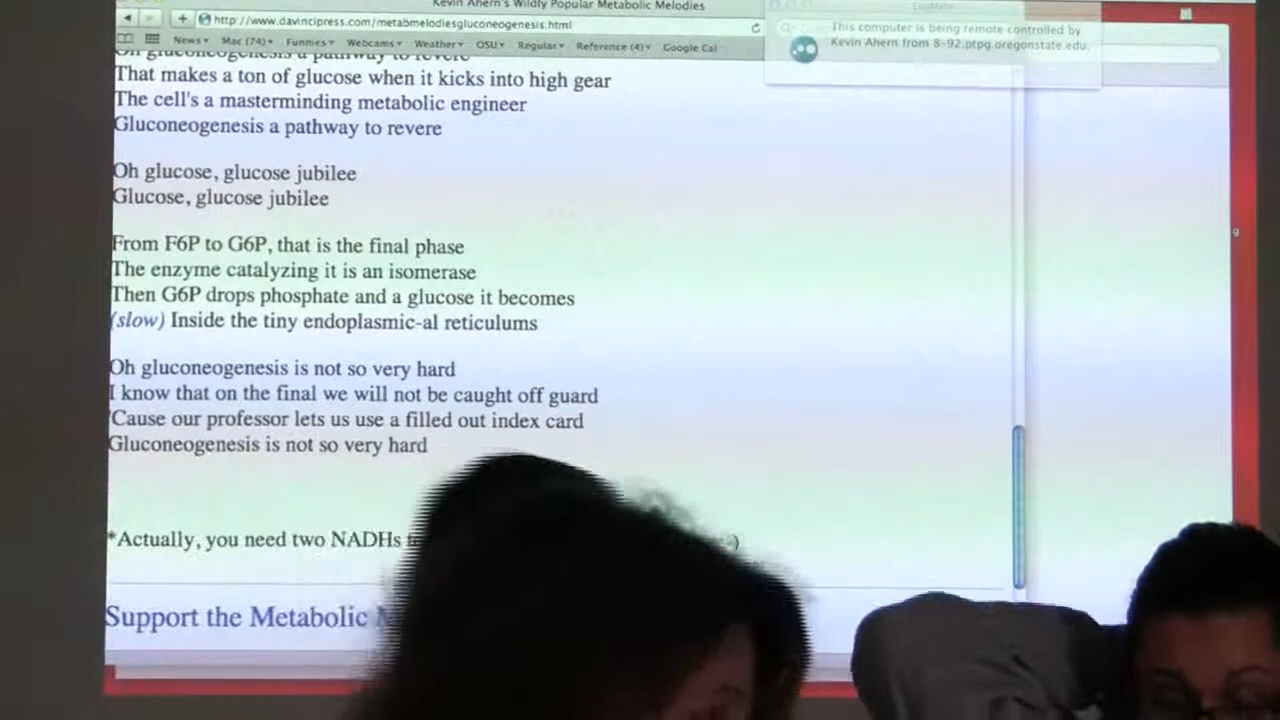 Kevin Ahern's Wildly Popular Metabolic Melodies
http://www.davincipress.com/metabmelodiesgluconeogenesis.html
This computer is being remote controlled by
Kevin Ahern from 8-92.ptpg.oregonstate.edu.
News Mac (74) Funnies Webcams Weather OSU Regular Reference (4) Google Cal
Oh gluconeogenesis a pathway to revere
That makes a ton of glucose when it kicks into high gear
The cell's a masterminding metabolic engineer
Gluconeogenesis a pathway to revere
Oh glucose, glucose jubilee
Glucose, glucose jubilee
From F6P to G6P, that is the final phase
The enzyme catalyzing it is an isomerase
Then G6P drops phosphate and a glucose it becomes
(slow) Inside the tiny endoplasmic-al reticulums
Oh gluconeogenesis is not so very hard
I know that on the final we will not be caught off guard
'Cause our professor lets us use a filled out index card
Gluconeogenesis is not so very hard
*Actually, you need two NADHs
Support the Metabolic